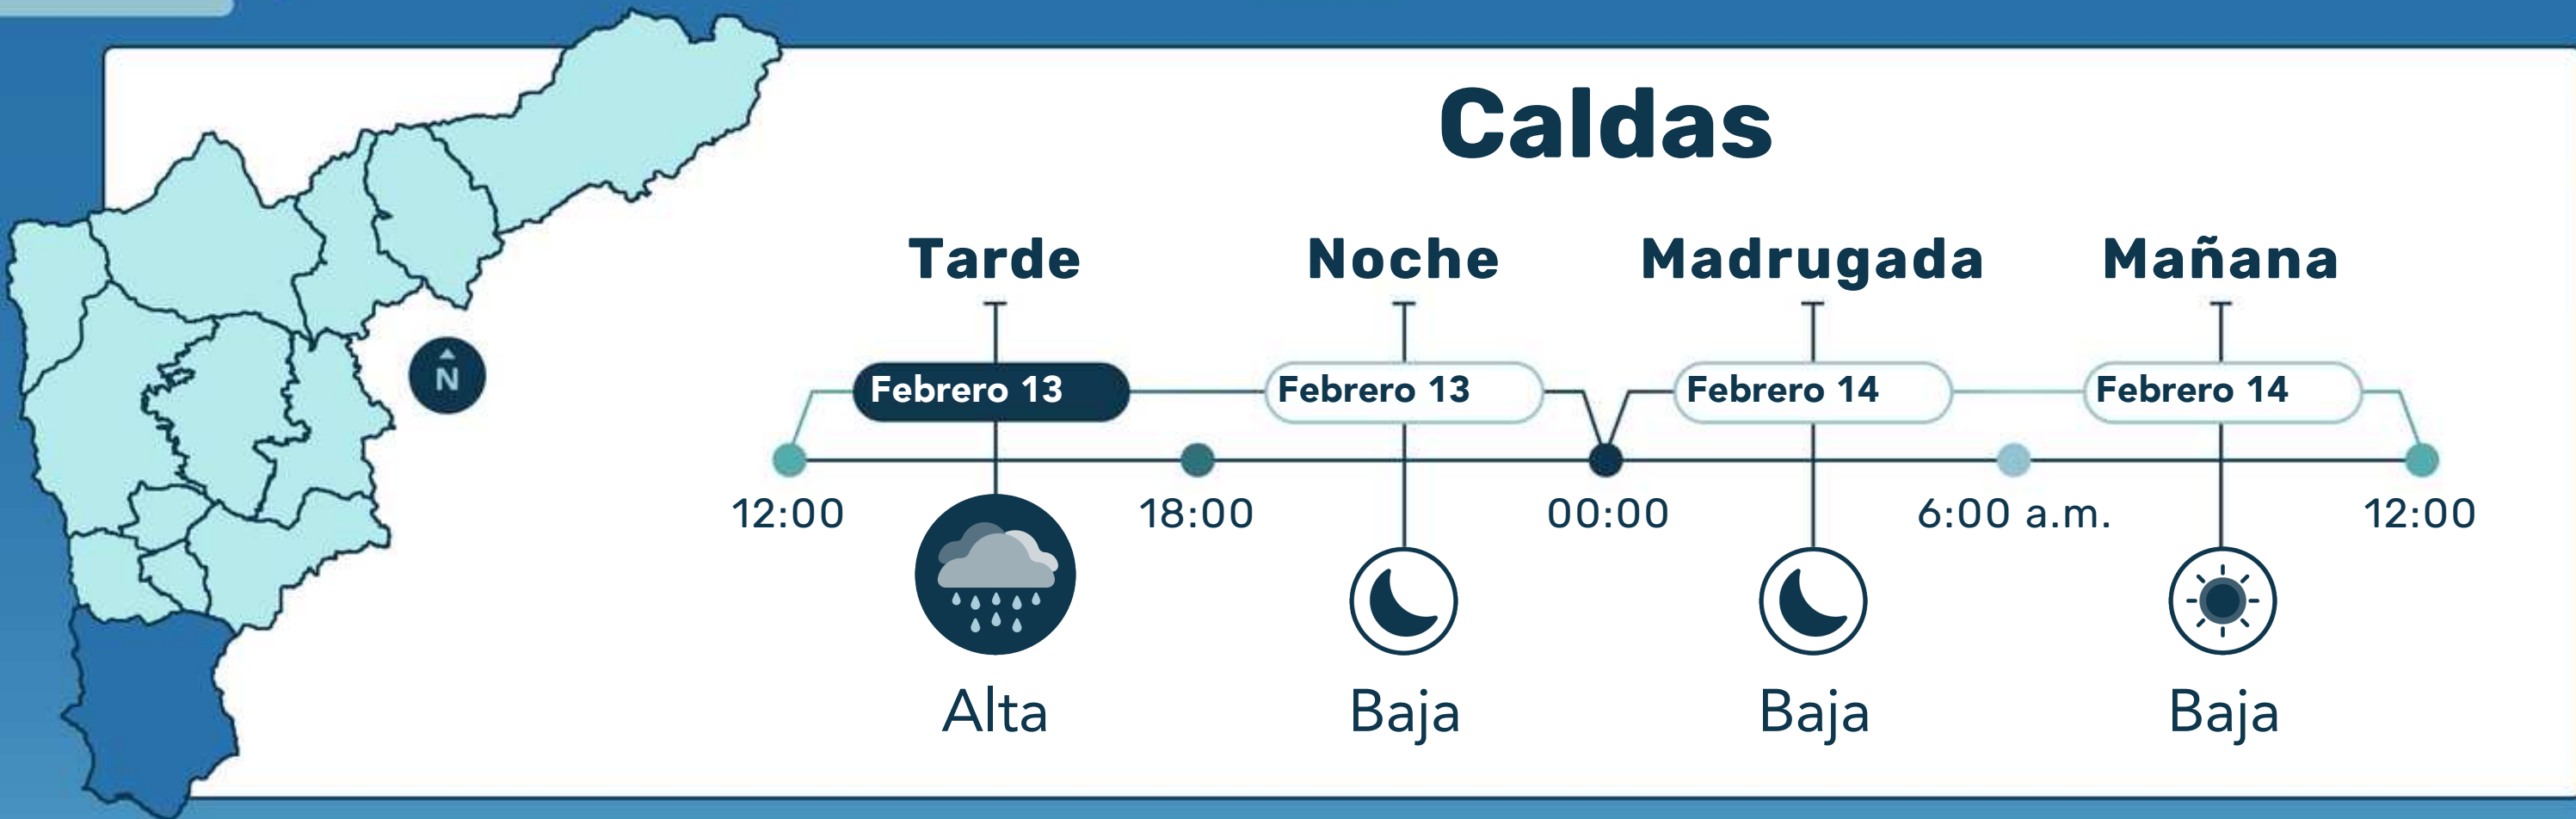 Caldas
Tarde Noche Madrugada Mañana
Febrero 13 Febrero 13 Febrero 14 Febrero 14
N
12:00 18:00 00:00 6:00 a.m. 12:00
Alta Baja Baja Baja